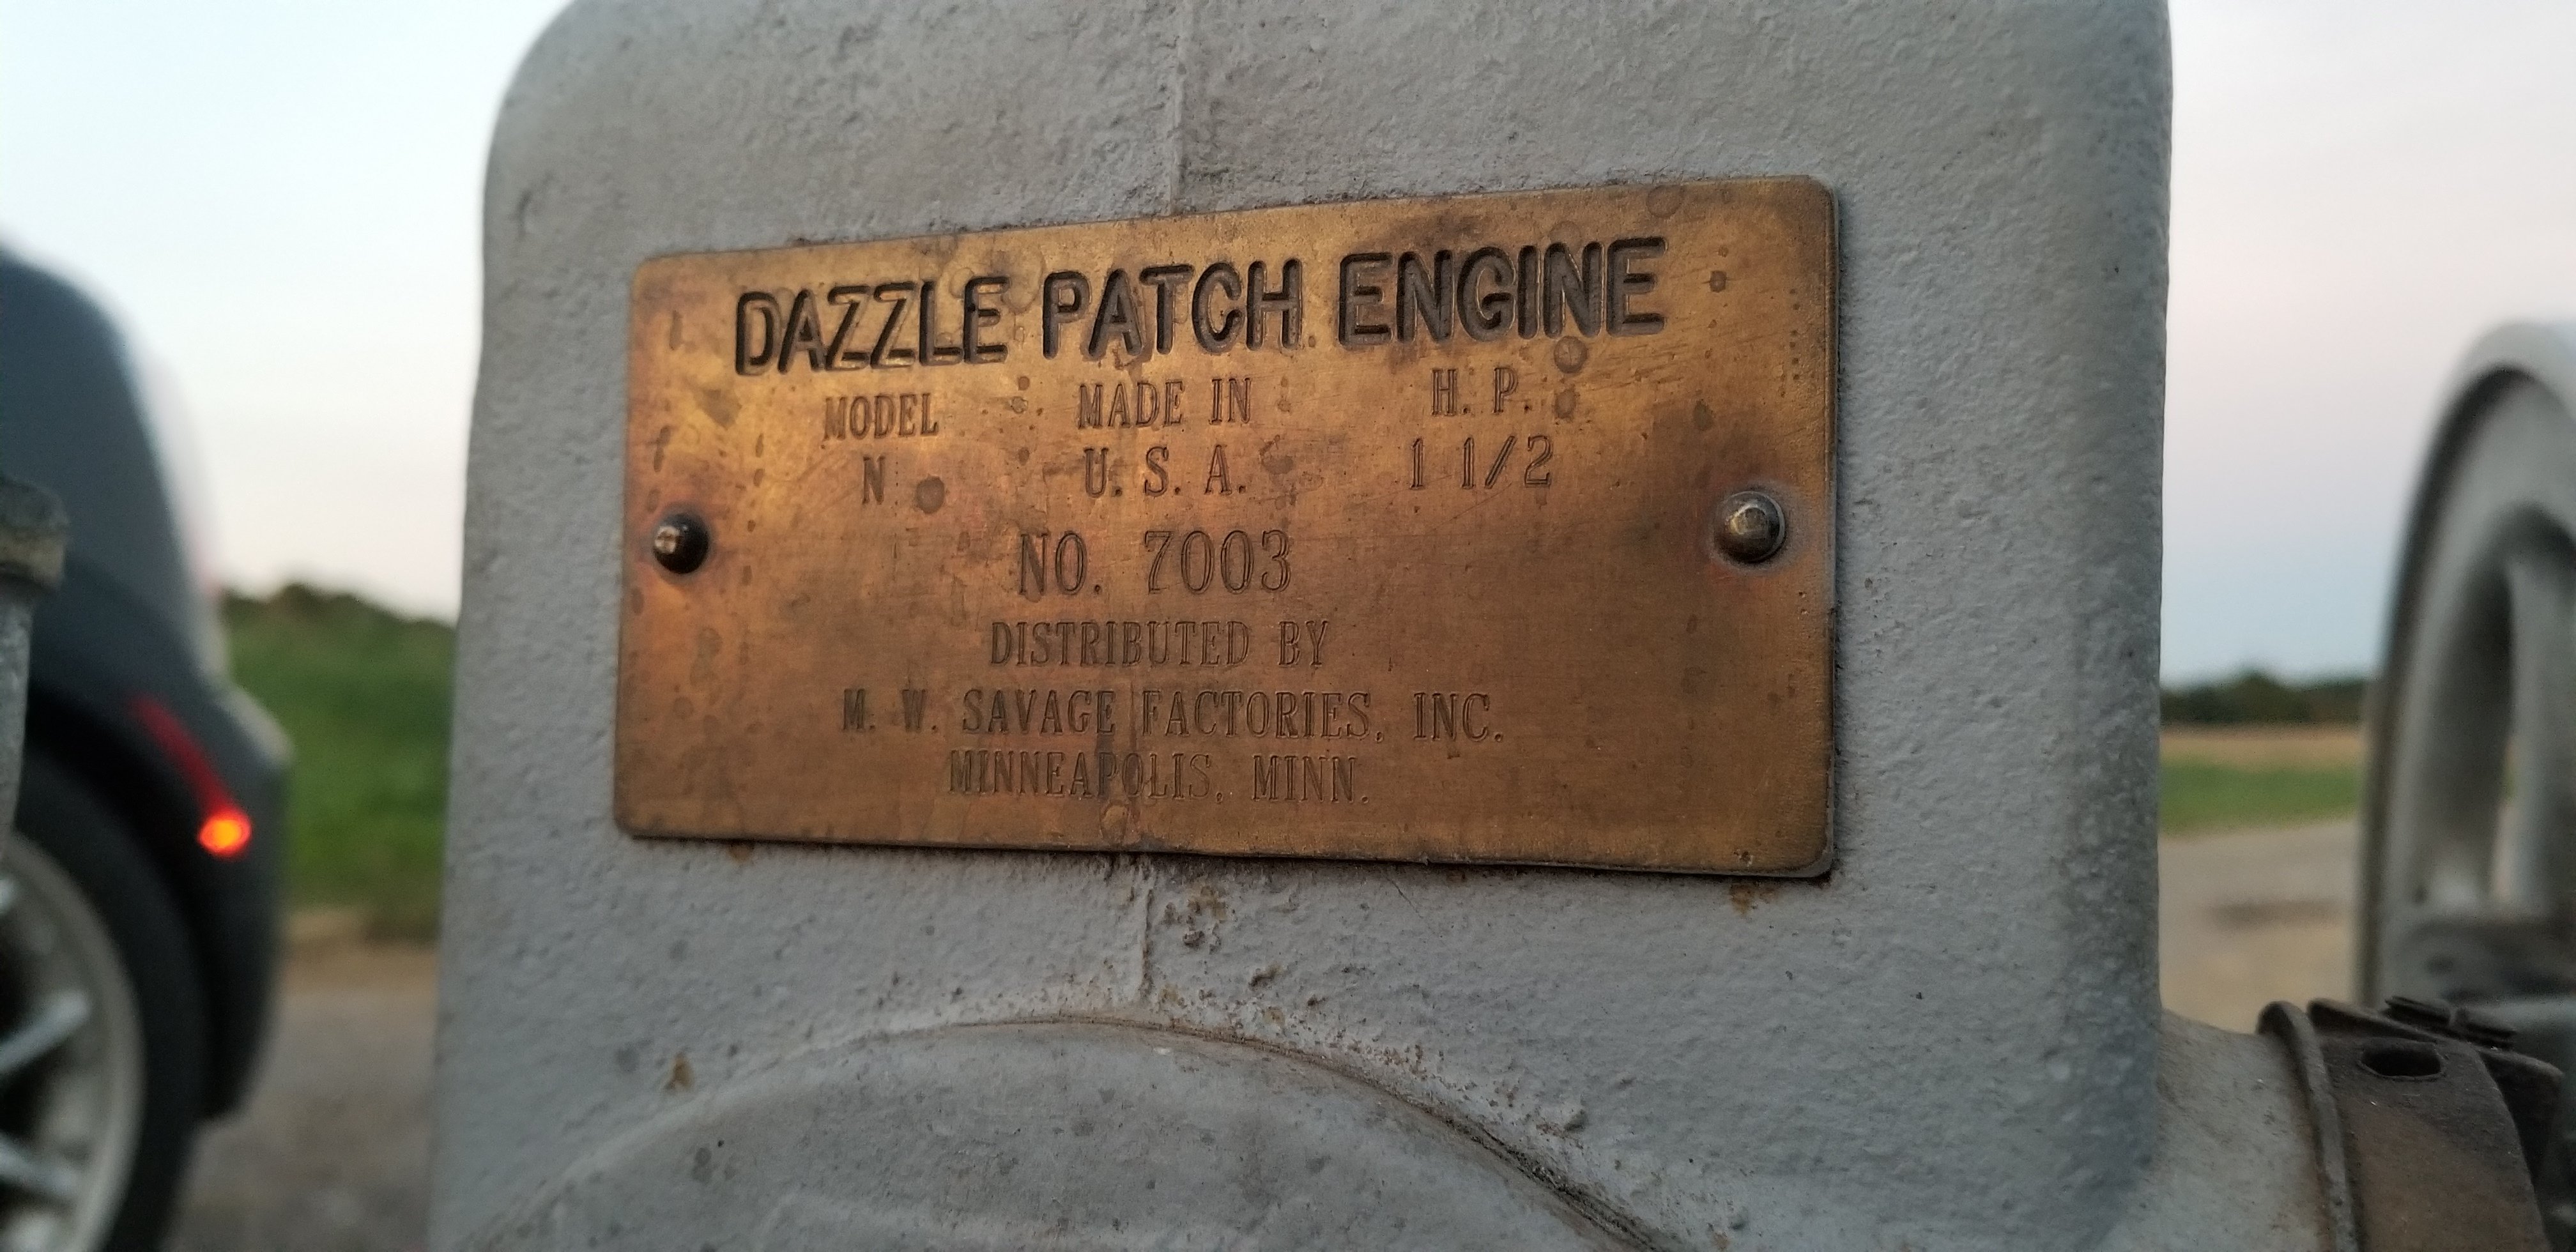 DAZZLE PATCH ENGINE
MODEL MADE IN H. P.
N U. S. A. 1 1/2
NO. 7003
DISTRIBUTED BY
M. W. SAVAGE FACTORIES, INC.
MINNEAPOLIS, MINN.